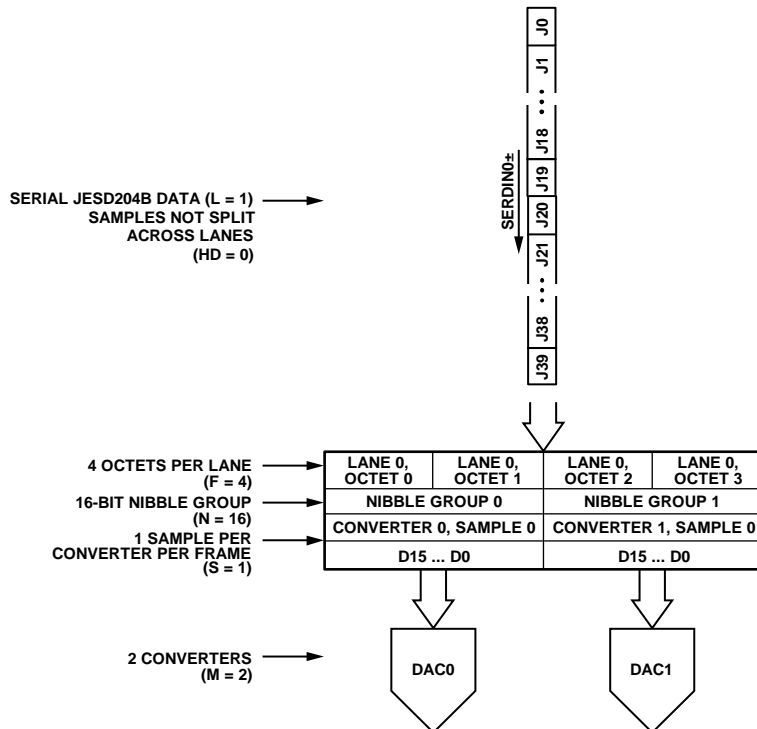 J0
J1
J18
J19
J20
J21
J38
J39
SERDIN0±
SERIAL JESD204B DATA (L = 1)
SAMPLES NOT SPLIT
ACROSS LANES
(HD = 0)
4 OCTETS PER LANE
(F = 4)
LANE 0,
OCTET 0
LANE 0,
OCTET 1
LANE 0,
OCTET 2
LANE 0,
OCTET 3
16-BIT NIBBLE GROUP
(N = 16)
NIBBLE GROUP 0
NIBBLE GROUP 1
1 SAMPLE PER
CONVERTER PER FRAME
(S = 1)
CONVERTER 0, SAMPLE 0
CONVERTER 1, SAMPLE 0
D15 ... D0
D15 ... D0
2 CONVERTERS
(M = 2)
DAC0
DAC1